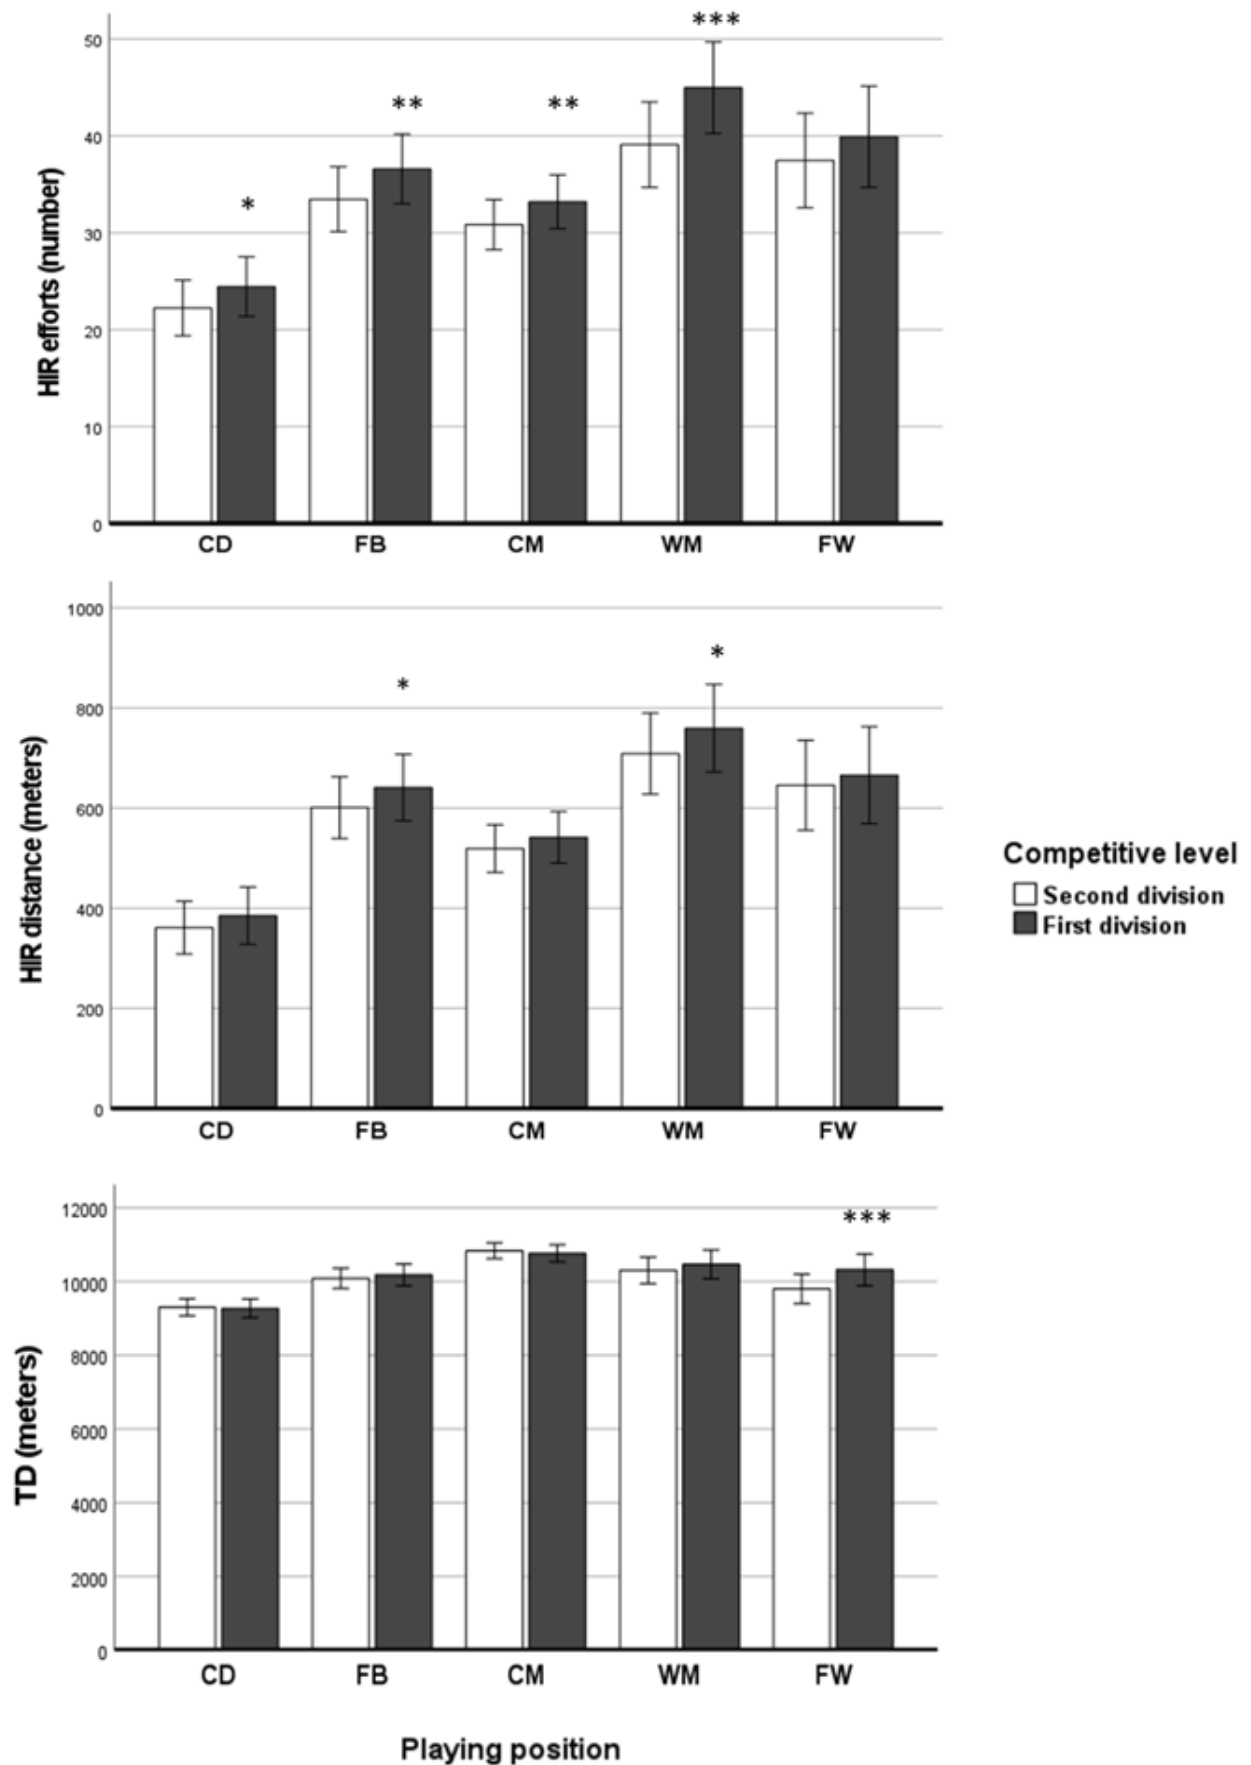 ***
50
** **
40
*
30
20
10
0
HIR efforts (number)
CD FB CM WM FW
1000
*
*
800
600
400
200
0
HIR distance (meters)
CD FB CM WM FW
Competitive level
Second division
First division
12000
***
10000
8000
6000
4000
2000
0
TD (meters)
CD FB CM WM FW
Playing position